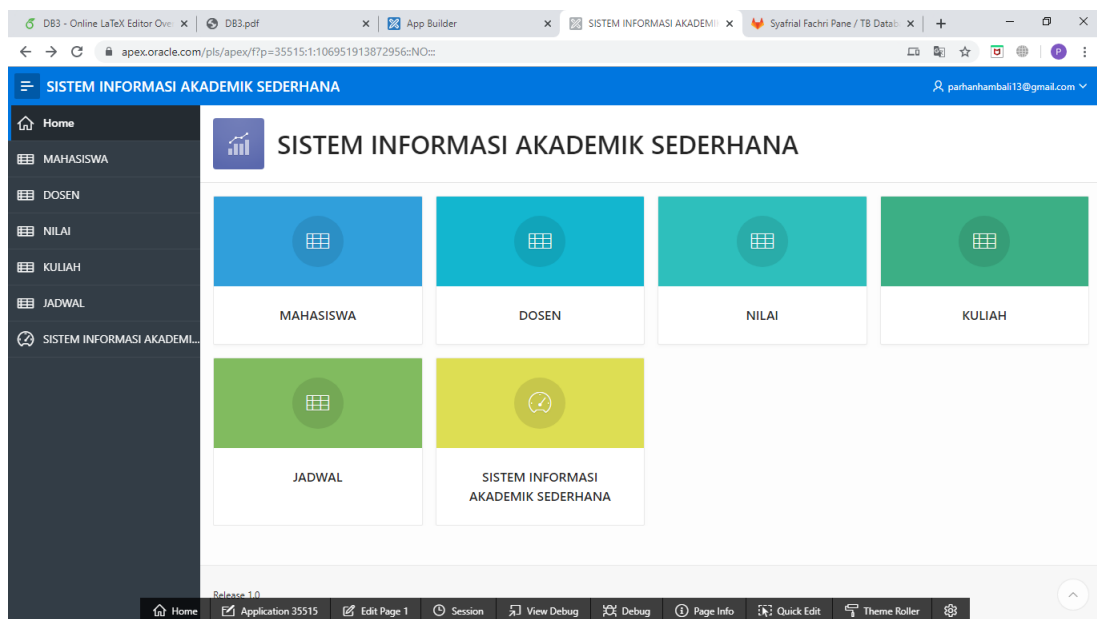 DB3 - Online LaTeX Editor Ove
DB3.pdf
App Builder
SISTEM INFORMASI AKADEMI
Syafrial Fachri Pane / TB Datab
apex.oracle.com/pls/apex/f?p=35515:1:106951913872956::NO:::
P
SISTEM INFORMASI AKADEMIK SEDERHANA
parhanhambali13@gmail.com
Home
MAHASISWA
DOSEN
NILAI
KULIAH
JADWAL
SISTEM INFORMASI AKADEMI...
SISTEM INFORMASI AKADEMIK SEDERHANA
MAHASISWA
DOSEN
NILAI
KULIAH
JADWAL
SISTEM INFORMASI
AKADEMIK SEDERHANA
Release 1.0
Home
Application 35515
Edit Page 1
Session
View Debug
Debug
Page Info
Quick Edit
Theme Roller